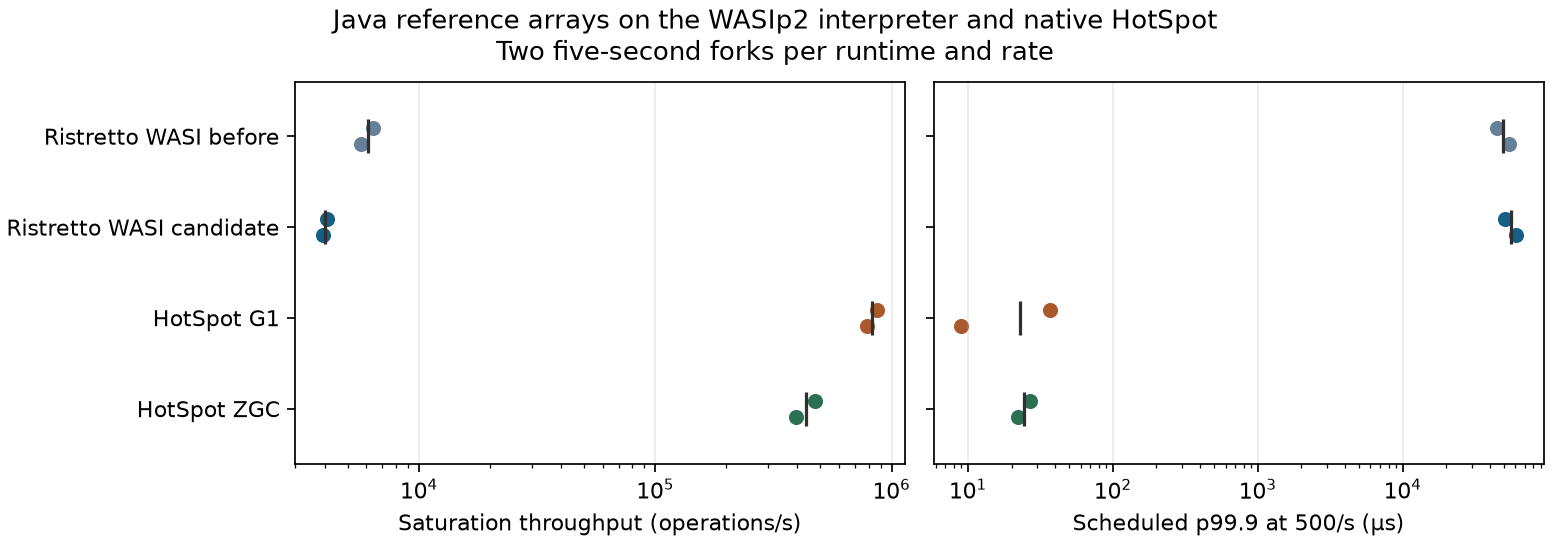 Java reference arrays on the WASIp2 interpreter and native HotSpot
Two five-second forks per runtime and rate
Ristretto WASI before
Ristretto WASI candidate
HotSpot G1
HotSpot ZGC
10⁴ 10⁵ 10⁶
10¹ 10² 10³ 10⁴
Saturation throughput (operations/s)
Scheduled p99.9 at 500/s (µs)